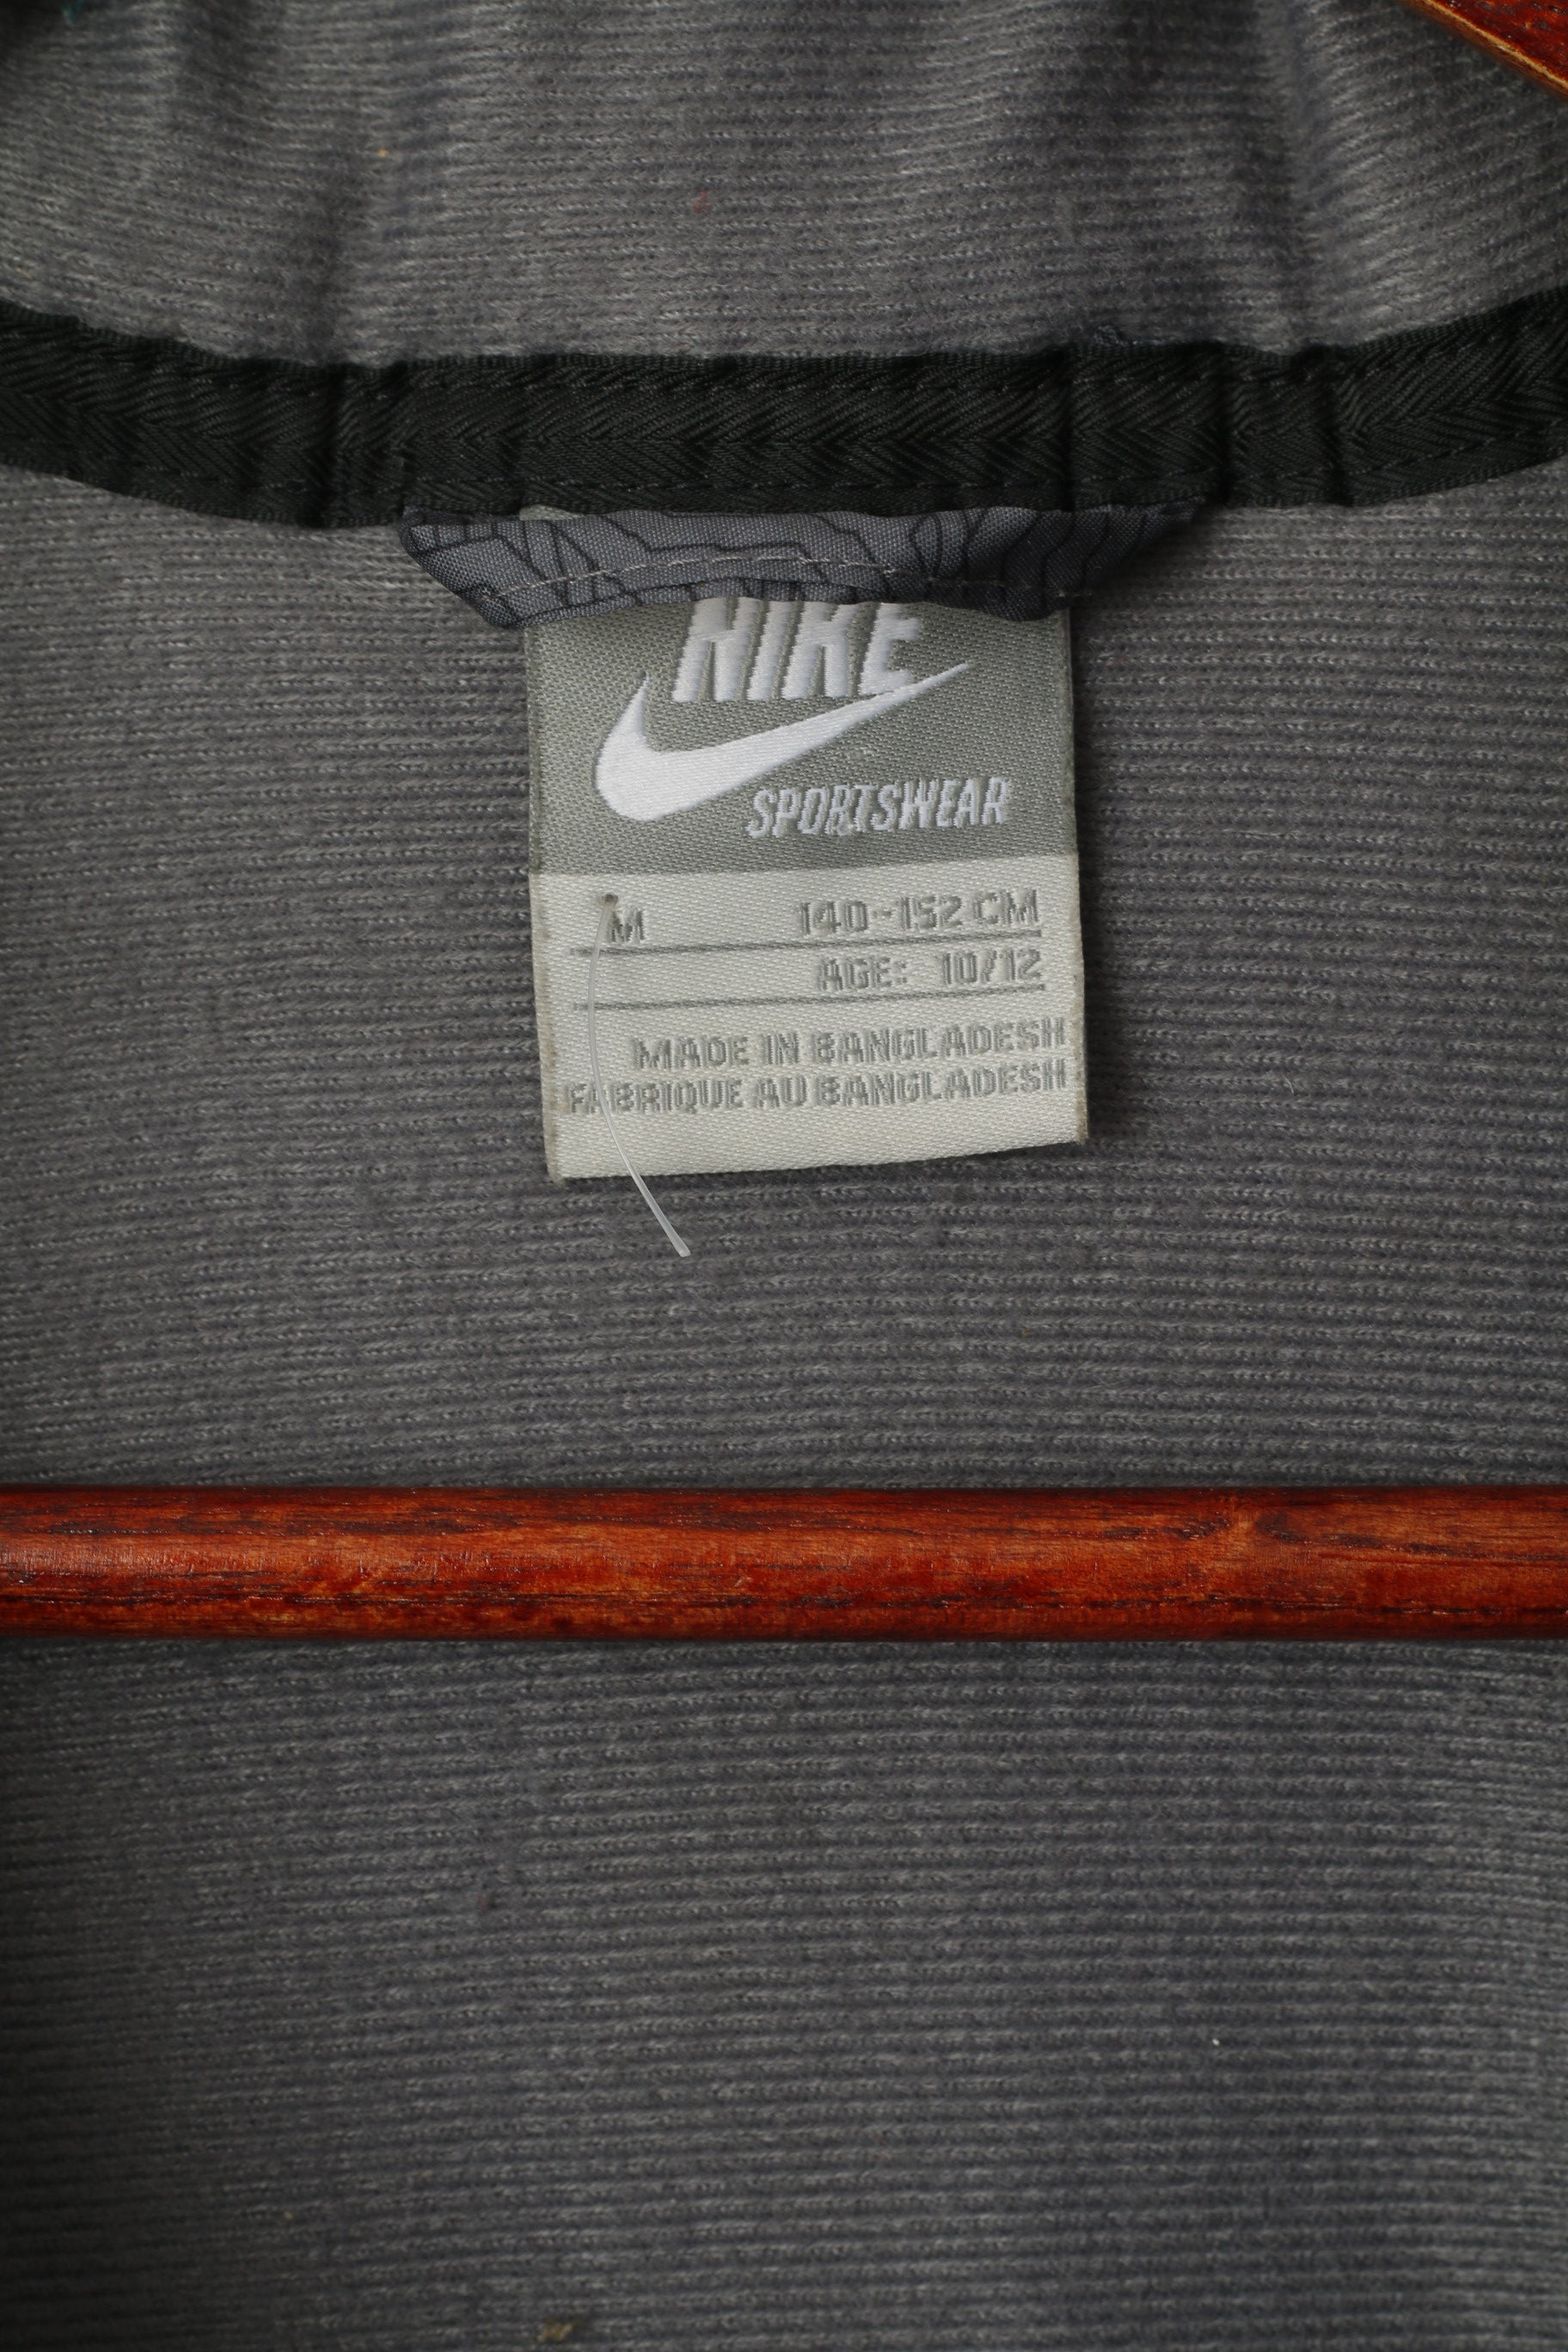 NIKE
SPORTSWEAR
M 140-152 CM
AGE: 10/12
MADE IN BANGLADESH
FABRIQUE AU BANGLADESH